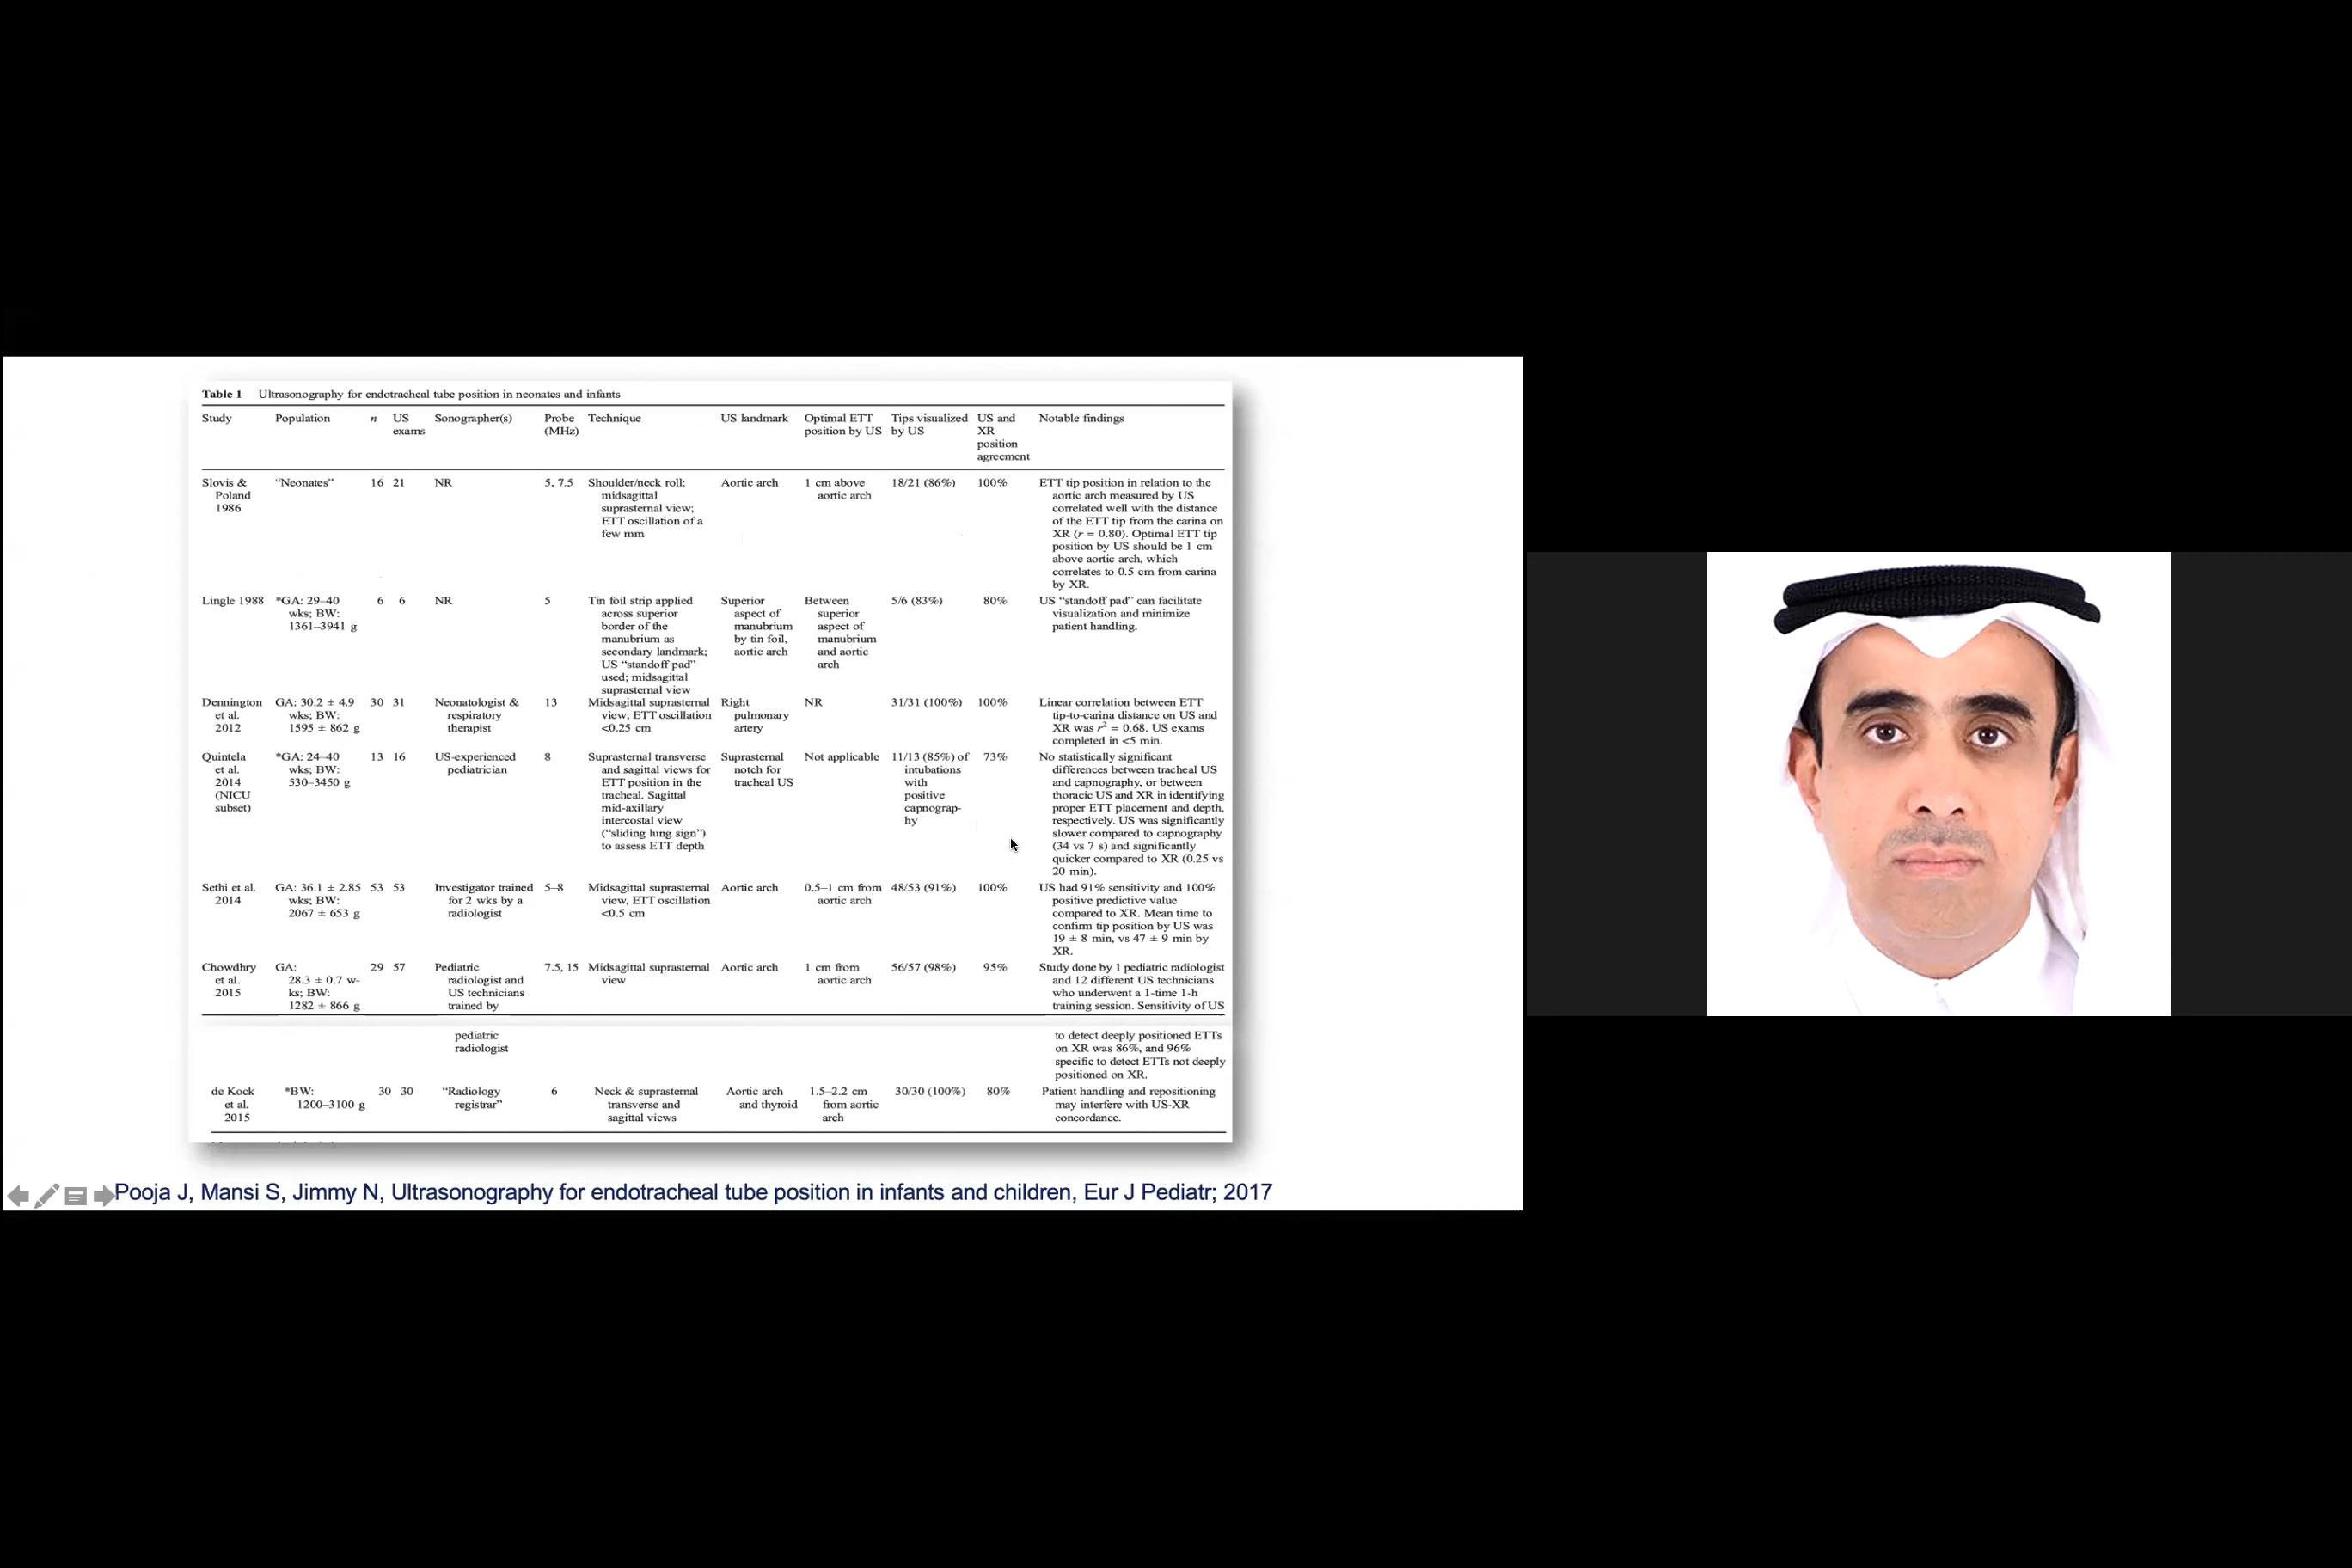 Table 1 Ultrasonography for endotracheal tube position in neonates and infants
Study Population n US exams Sonographer(s) Probe (MHz) Technique US landmark Optimal ETT position by US Tips visualized by US US and XR position agreement Notable findings
Slovis & Poland 1986 “Neonates” 16 21 NR 5, 7.5 Shoulder/neck roll; midsagittal suprasternal view; ETT oscillation of a few mm Aortic arch 1 cm above aortic arch 18/21 (86%) 100% ETT tip position in relation to the aortic arch measured by US correlated well with the distance of the ETT tip from the carina on XR (r = 0.80). Optimal ETT tip position by US should be 1 cm above aortic arch, which correlates to 0.5 cm from carina by XR.
Lingle 1988 *GA: 29–40 wks; BW: 1361–3941 g 6 6 NR 5 Tin foil strip applied across superior border of the manubrium as secondary landmark; US “standoff pad” used; midsagittal suprasternal view Superior aspect of manubrium by tin foil, aortic arch Between superior aspect of manubrium and aortic arch 5/6 (83%) 80% US “standoff pad” can facilitate visualization and minimize patient handling.
Dennington et al. 2012 GA: 30.2 ± 4.9 wks; BW: 1595 ± 862 g 30 31 Neonatologist & respiratory therapist 13 Midsagittal suprasternal view; ETT oscillation <0.25 cm Right pulmonary artery NR 31/31 (100%) 100% Linear correlation between ETT tip-to-carina distance on US and XR was r² = 0.68. US exams completed in <5 min.
Quintela et al. 2014 (NICU subset) *GA: 24–40 wks; BW: 530–3450 g 13 16 US-experienced pediatrician 8 Suprasternal transverse and sagittal views for ETT position in the tracheal. Sagittal mid-axillary intercostal view (“sliding lung sign”) to assess ETT depth Suprasternal notch for tracheal US Not applicable 11/13 (85%) of intubations with positive capnograp-hy 73% No statistically significant differences between tracheal US and capnography, or between thoracic US and XR in identifying proper ETT placement and depth, respectively. US was significantly slower compared to capnography (34 vs 7 s) and significantly quicker compared to XR (0.25 vs 20 min).
Sethi et al. 2014 GA: 36.1 ± 2.85 wks; BW: 2067 ± 653 g 53 53 Investigator trained for 2 wks by a radiologist 5–8 Midsagittal suprasternal view, ETT oscillation <0.5 cm Aortic arch 0.5–1 cm from aortic arch 48/53 (91%) 100% US had 91% sensitivity and 100% positive predictive value compared to XR. Mean time to confirm tip position by US was 19 ± 8 min, vs 47 ± 9 min by XR.
Chowdhry et al. 2015 GA: 28.3 ± 0.7 w-ks; BW: 1282 ± 866 g 29 57 Pediatric radiologist and US technicians trained by 7.5, 15 Midsagittal suprasternal view Aortic arch 1 cm from aortic arch 56/57 (98%) 95% Study done by 1 pediatric radiologist and 12 different US technicians who underwent a 1-time 1-h training session. Sensitivity of US
pediatric radiologist to detect deeply positioned ETTs on XR was 86%, and 96% specific to detect ETTs not deeply positioned on XR.
de Kock et al. 2015 *BW: 1200–3100 g 30 30 “Radiology registrar” 6 Neck & suprasternal transverse and sagittal views Aortic arch and thyroid 1.5–2.2 cm from aortic arch 30/30 (100%) 80% Patient handling and repositioning may interfere with US-XR concordance.
Pooja J, Mansi S, Jimmy N, Ultrasonography for endotracheal tube position in infants and children, Eur J Pediatr; 2017